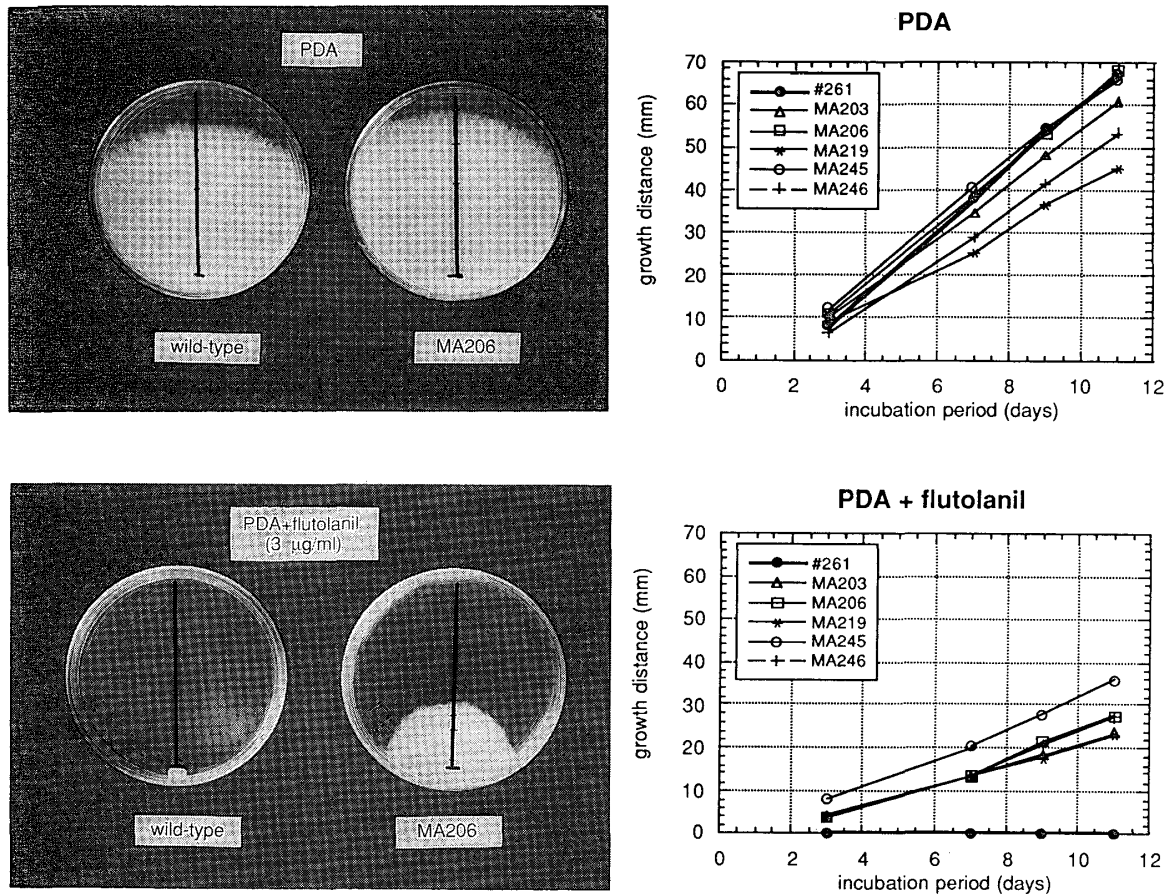 PDA
wild-type
MA206
PDA
growth distance (mm)
70
60
50
40
30
20
10
0
#261
MA203
MA206
MA219
MA245
MA246
0 2 4 6 8 10 12
incubation period (days)
PDA+flutolanil
(3 μg/ml)
wild-type
MA206
PDA + flutolanil
growth distance (mm)
70
60
50
40
30
20
10
0
#261
MA203
MA206
MA219
MA245
MA246
0 2 4 6 8 10 12
incubation period (days)